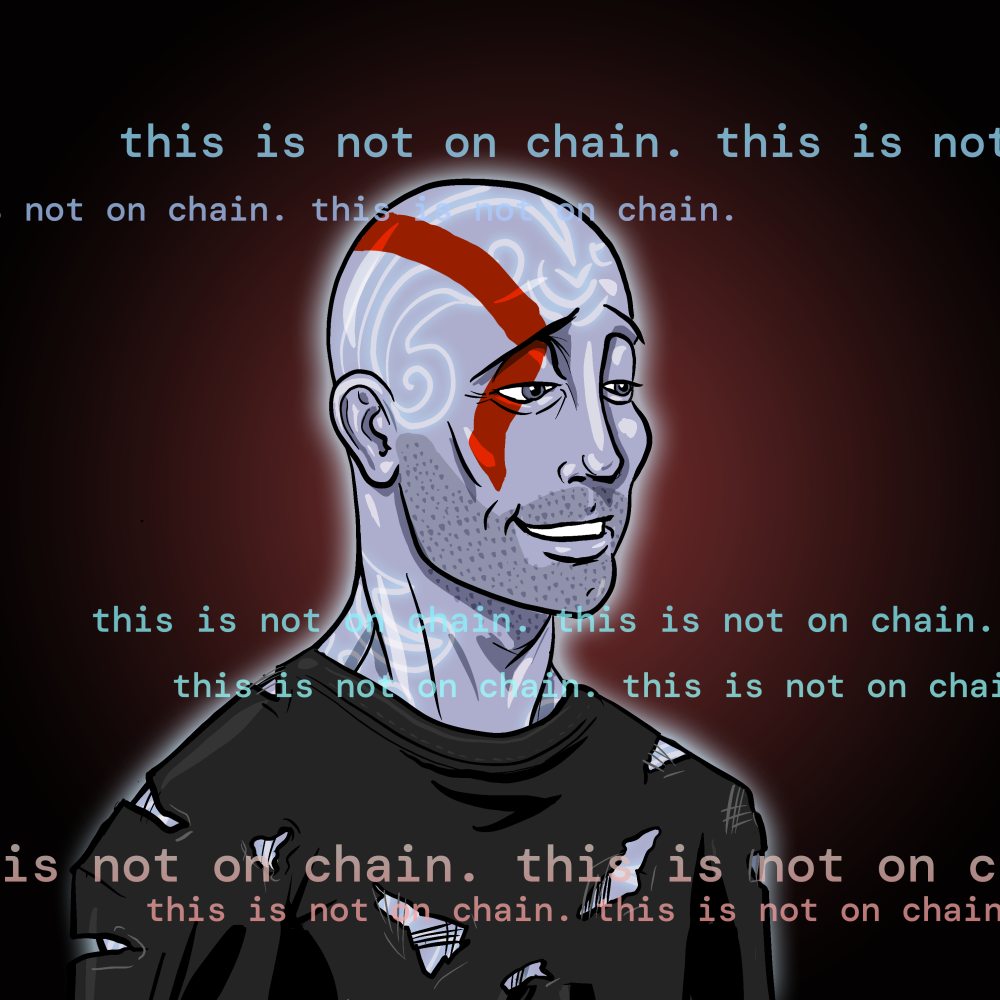 this is not on chain. this is not
not on chain. this is not on chain.
this is not on chain. this is not on chain.
this is not on chain. this is not on chai
is not on chain. this is not on c
this is not on chain. this is not on chain